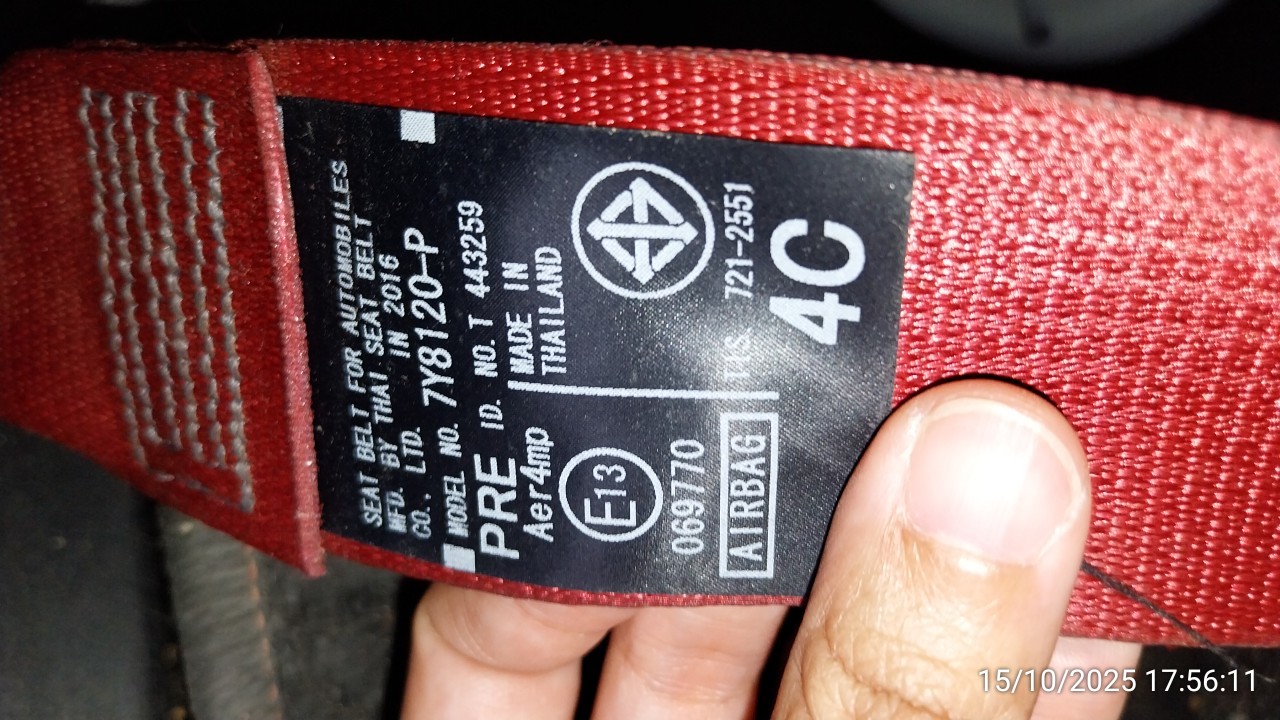 SEAT BELT FOR AUTOMOBILES
MFD. BY THAI SEAT BELT
CO., LTD. IN 2016
MODEL NO. 7Y8120-P
PRE ID. NO. T 443259
Aer4mp
MADE IN
THAILAND
E13
069770
TIS 721-2551
AIRBAG
4C
15/10/2025 17:56:11